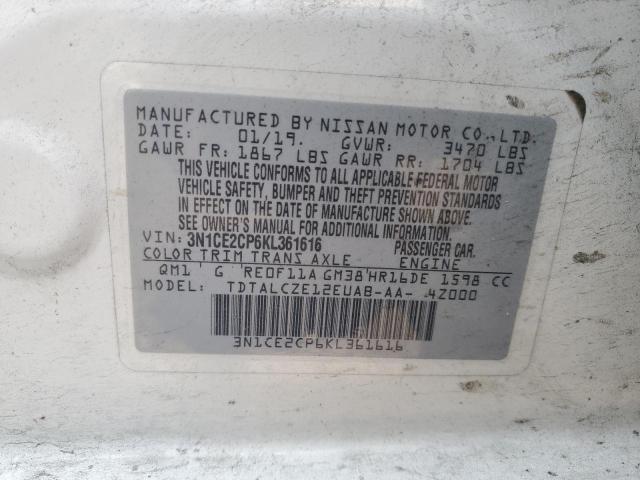 MANUFACTURED BY NISSAN MOTOR CO., LTD.
DATE: 01/19. GVWR: 3470 LBS
GAWR FR: 1867 LBS GAWR RR: 1704 LBS
THIS VEHICLE CONFORMS TO ALL APPLICABLE FEDERAL MOTOR
VEHICLE SAFETY, BUMPER AND THEFT PREVENTION STANDARDS
IN EFFECT ON THE DATE OF MANUFACTURE SHOWN ABOVE.
SEE OWNER'S MANUAL FOR ADDITIONAL INFORMATION.
VIN: 3N1CE2CP6KL361616 PASSENGER CAR.
COLOR TRIM TRANS AXLE ENGINE
QM1 G RE0F11A GM38 HR16DE 1598 CC
MODEL: TDTALCZE12EUAB-AA- 4Z000
3N1CE2CP6KL361616